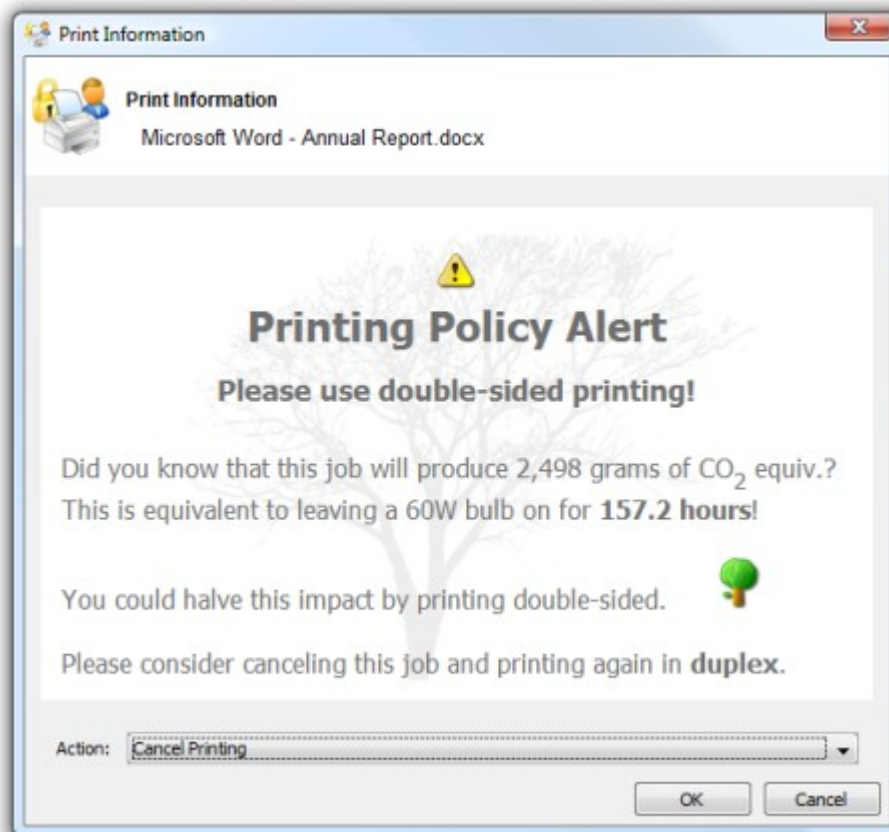 Print Information
Print Information
Microsoft Word - Annual Report.docx
Printing Policy Alert
Please use double-sided printing!
Did you know that this job will produce 2,498 grams of CO₂ equiv.?
This is equivalent to leaving a 60W bulb on for 157.2 hours!
You could halve this impact by printing double-sided.
Please consider canceling this job and printing again in duplex.
Action: Cancel Printing
OK Cancel